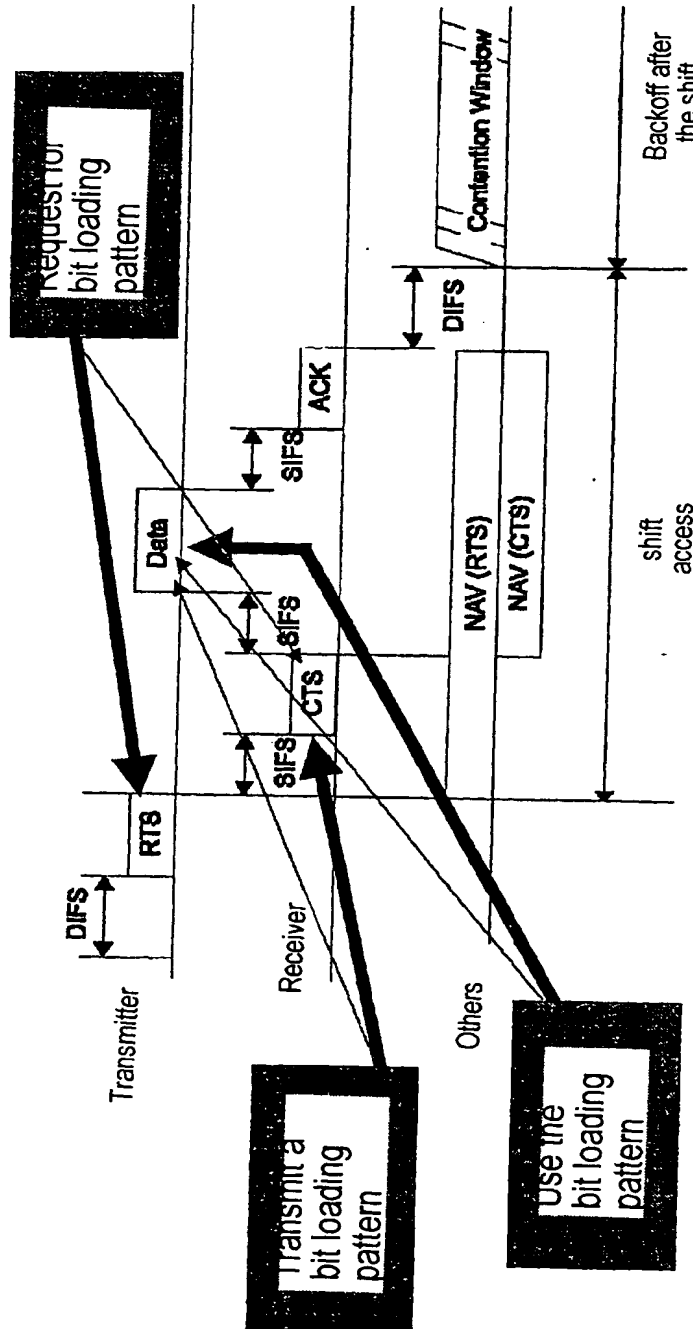 Request for
bit loading
pattern
Transmit a
bit loading
pattern
Use the
bit loading
pattern
Transmitter
DIFS
RTS
Data
Receiver
SIFS
CTS
SIFS
SIFS
ACK
Others
NAV (RTS)
NAV (CTS)
DIFS
Contention Window
shift
access
Backoff after
the shift